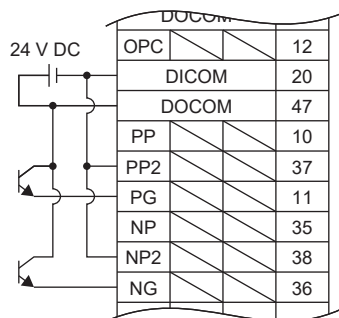 DOCOM
OPC 12
24 V DC
DICOM 20
DOCOM 47
PP 10
PP2 37
PG 11
NP 35
NP2 38
NG 36